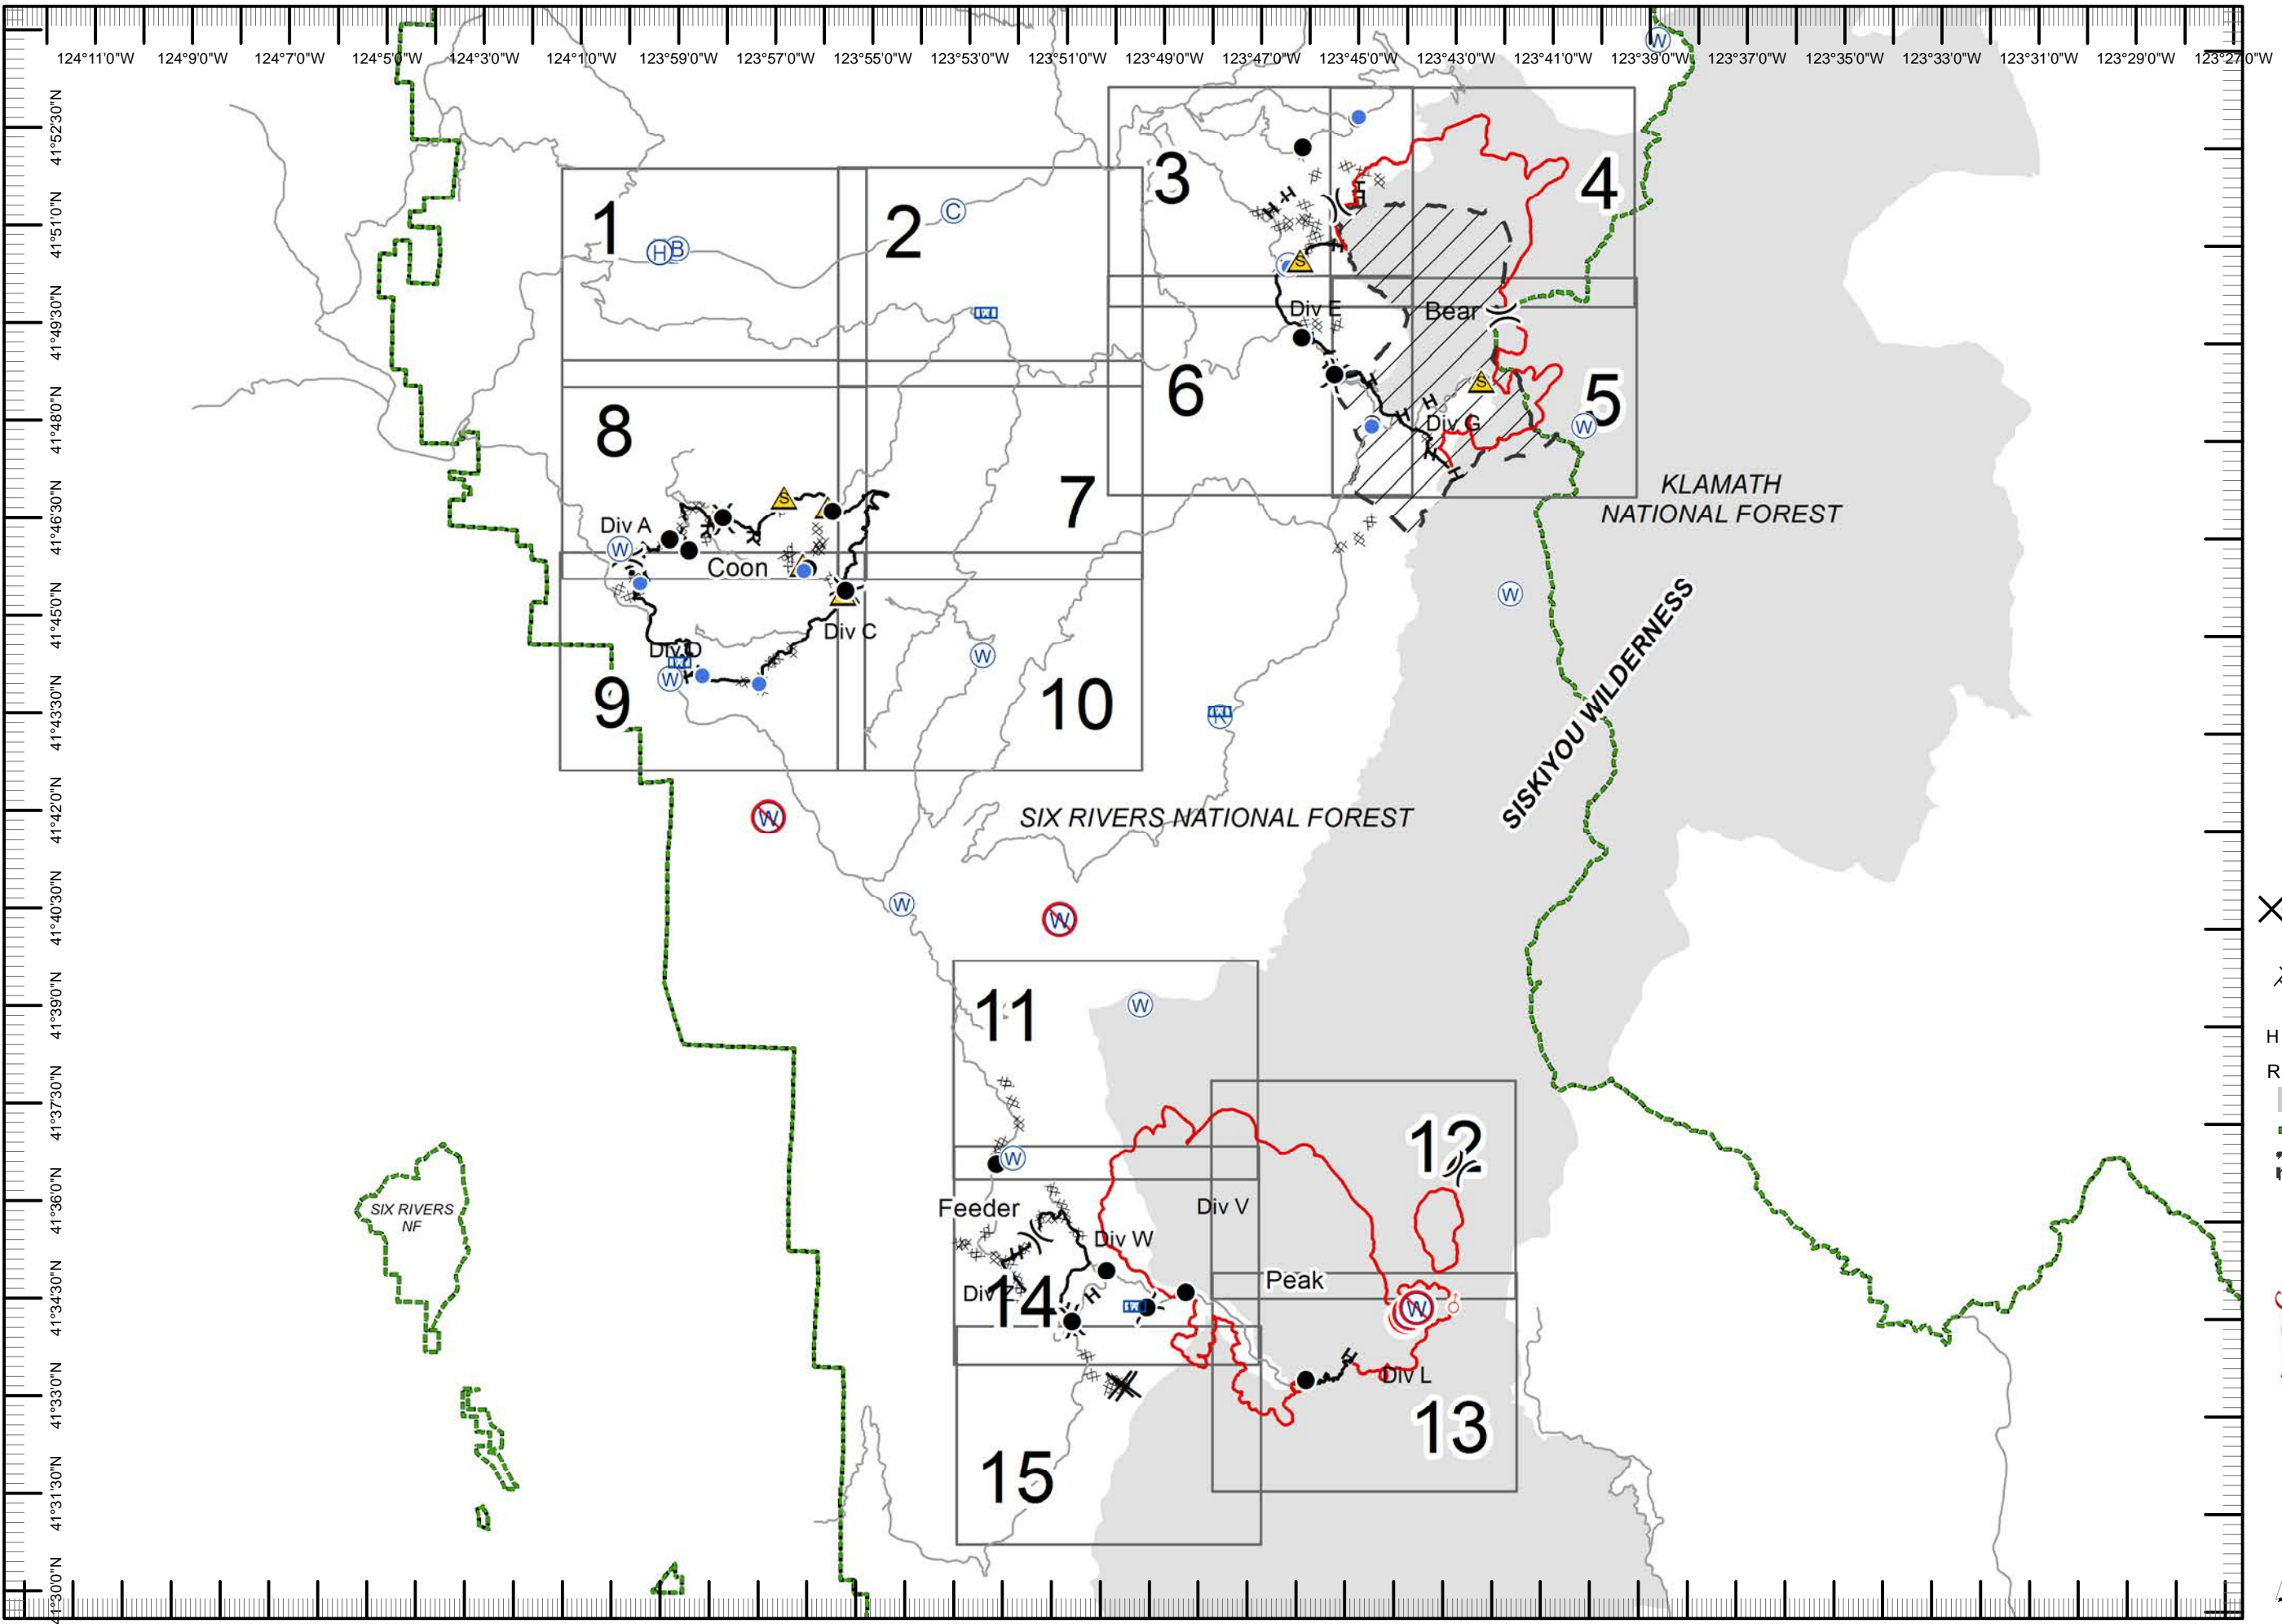 124°11'0"W 124°9'0"W 124°7'0"W 124°5'0"W 124°3'0"W 124°1'0"W 123°59'0"W 123°57'0"W 123°55'0"W 123°53'0"W 123°51'0"W 123°49'0"W 123°47'0"W 123°45'0"W 123°43'0"W 123°41'0"W 123°39'0"W 123°37'0"W 123°35'0"W 123°33'0"W 123°31'0"W 123°29'0"W 123°27'0"W
41°52'30"N
41°51'0"N
41°49'30"N
41°48'0"N
41°46'30"N
41°45'0"N
41°43'30"N
41°42'0"N
41°40'30"N
41°39'0"N
41°37'30"N
41°36'0"N
41°34'30"N
41°33'0"N
41°31'30"N
41°30'0"N
W
3
4
1
2
C
H B
S
Div E
Bear
6
S
5
W
Div G
8
7
KLAMATH
NATIONAL FOREST
S
Div A
W
Coon
W
Div C
Div D
W
W
9
10
SISKIYOU WILDERNESS
W
SIX RIVERS NATIONAL FOREST
W
W
11
W
H
R
12
W
SIX RIVERS
NF
Feeder
Div V
Div W
Peak
Div Z
14
W
Div L
13
15